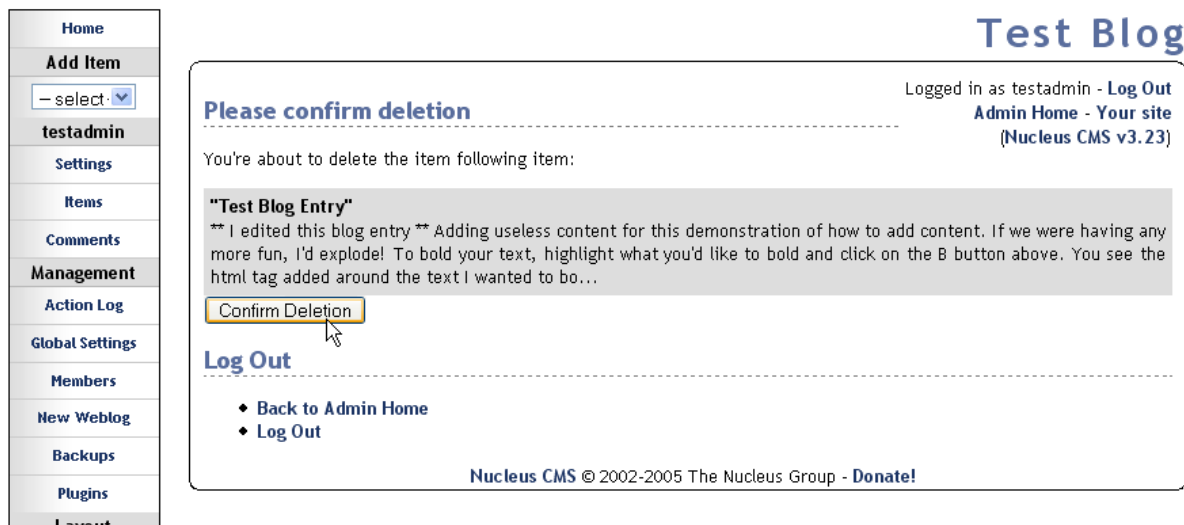 Home
Add Item
– select
testadmin
Settings
Items
Comments
Management
Action Log
Global Settings
Members
New Weblog
Backups
Plugins
Layout
Test Blog
Logged in as testadmin - Log Out
Admin Home - Your site
(Nucleus CMS v3.23)
Please confirm deletion
You're about to delete the item following item:
"Test Blog Entry"
** I edited this blog entry ** Adding useless content for this demonstration of how to add content. If we were having any
more fun, I'd explode! To bold your text, highlight what you'd like to bold and click on the B button above. You see the
html tag added around the text I wanted to bo...
Confirm Deletion
Log Out
Back to Admin Home
Log Out
Nucleus CMS © 2002-2005 The Nucleus Group - Donate!